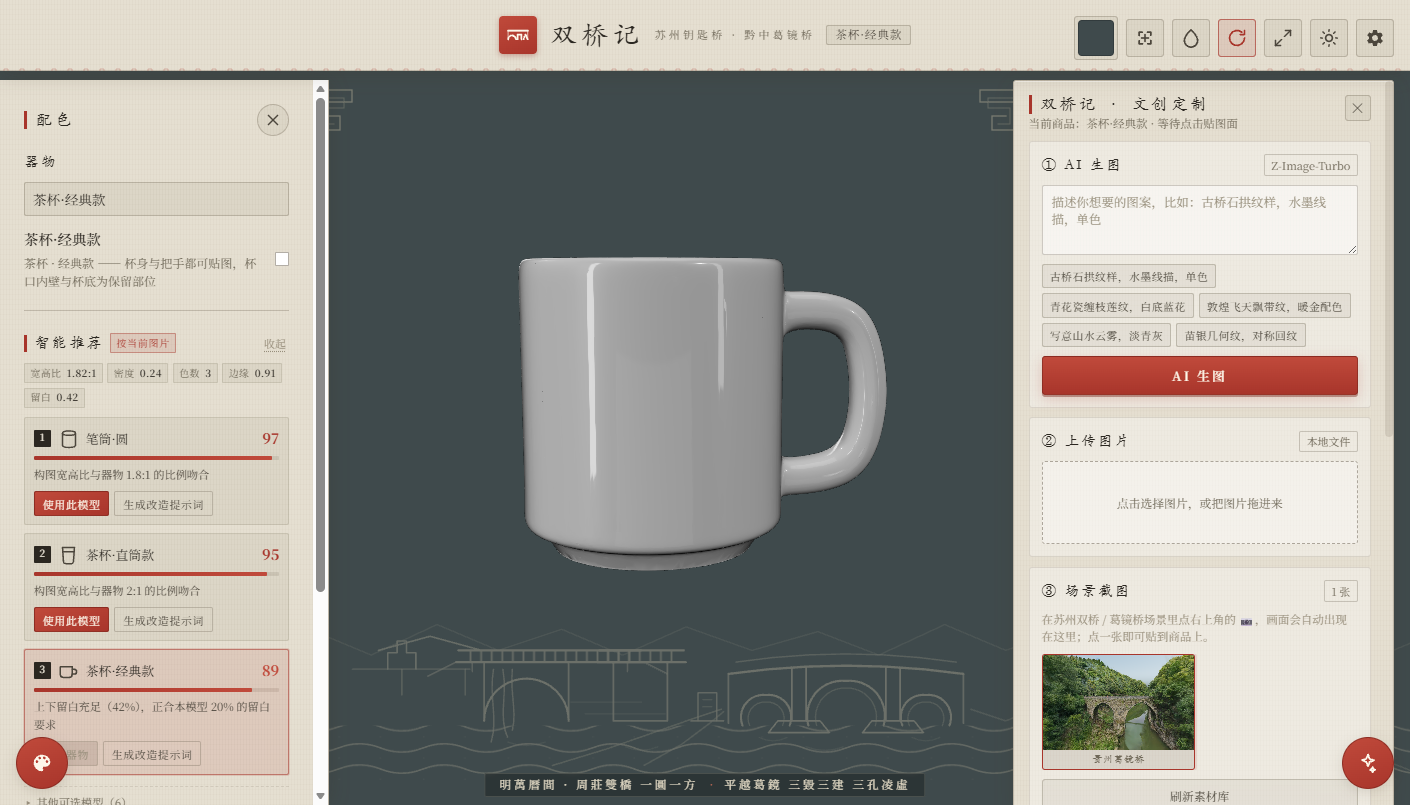 双桥记
苏州钥匙桥 · 黔中葛镜桥
茶杯·经典款
配色
器物
茶杯·经典款
茶杯·经典款
茶杯 · 经典款 —— 杯身与把手都可贴图，杯
口内壁与杯底为保留部位
智能推荐
按当前图片
收起
宽高比 1.82:1
密度 0.24
色数 3
边缘 0.91
留白 0.42
1
笔筒·圆
97
构图宽高比与器物 1.8:1 的比例吻合
使用此模型
生成改造提示词
2
茶杯·直筒款
95
构图宽高比与器物 2:1 的比例吻合
使用此模型
生成改造提示词
3
茶杯·经典款
89
上下留白充足（42%），正合本模型 20% 的留白
要求
器物
生成改造提示词
其他可选模型（6）
明萬曆間 · 周莊雙橋 一圓一方 · 平越葛鏡 三毀三建 三孔凌虛
双桥记 · 文创定制
当前商品：茶杯·经典款 · 等待点击贴图面
① AI 生图
Z-Image-Turbo
描述你想要的图案，比如：古桥石拱纹样，水墨线
描，单色
古桥石拱纹样，水墨线描，单色
青花瓷缠枝莲纹，白底蓝花
敦煌飞天飘带纹，暖金配色
写意山水云雾，淡青灰
苗银几何纹，对称回纹
AI 生图
② 上传图片
本地文件
点击选择图片，或把图片拖进来
③ 场景截图
1 张
在苏州双桥 / 葛镜桥场景里点右上角的 📷，画面会自动出现
在这里；点一张即可贴到商品上。
贵州葛镜桥
刷新素材库